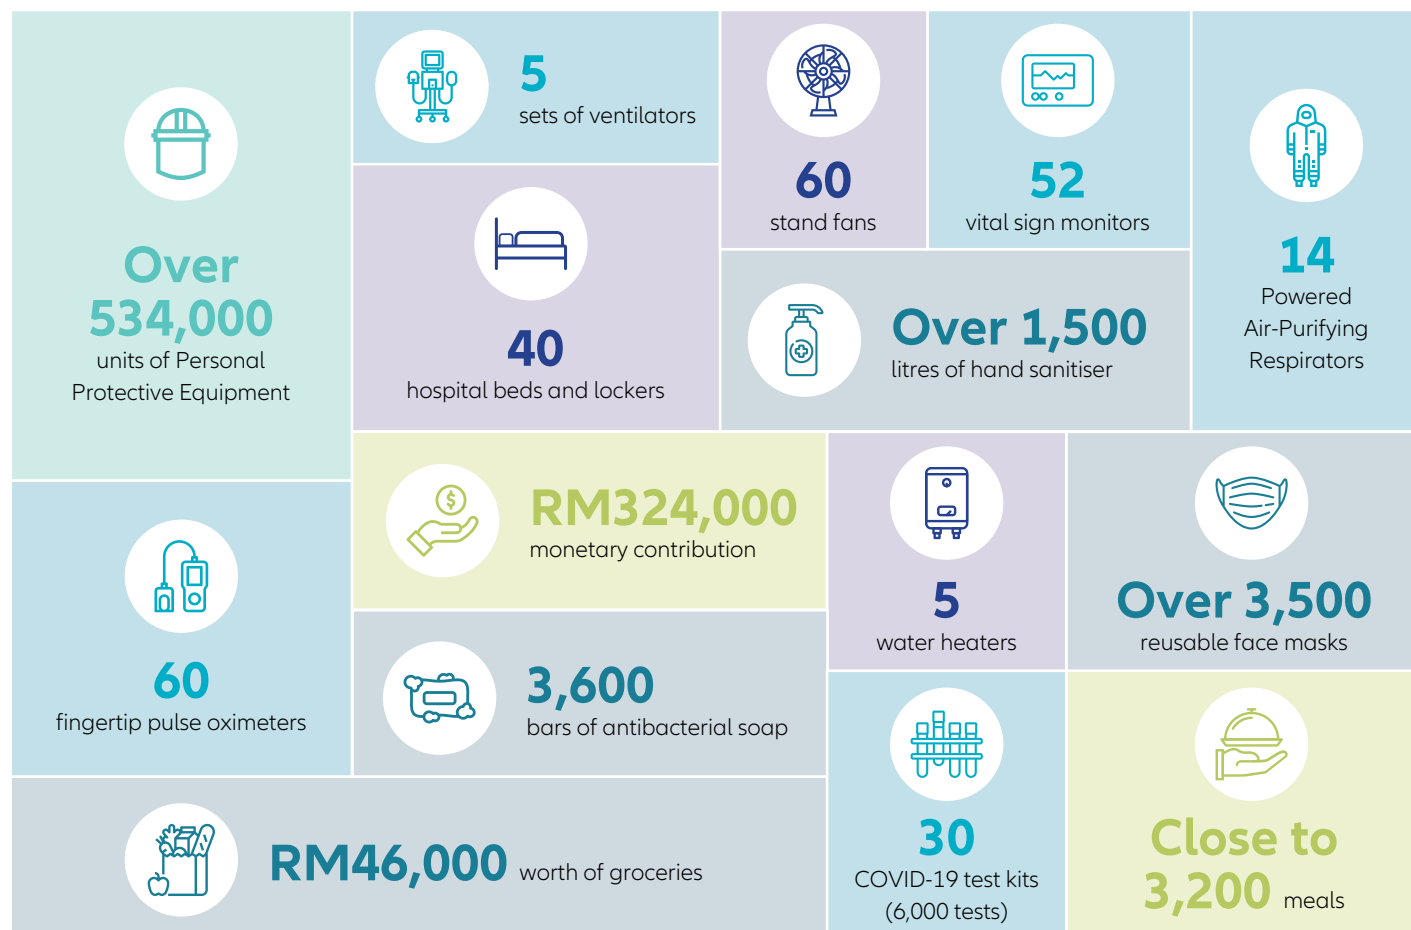 Over
534,000
units of Personal
Protective Equipment
5
sets of ventilators
40
hospital beds and lockers
60
stand fans
52
vital sign monitors
14
Powered
Air-Purifying
Respirators
Over 1,500
litres of hand sanitiser
60
fingertip pulse oximeters
$
RM324,000
monetary contribution
3,600
bars of antibacterial soap
5
water heaters
Over 3,500
reusable face masks
RM46,000 worth of groceries
30
COVID-19 test kits
(6,000 tests)
Close to
3,200 meals